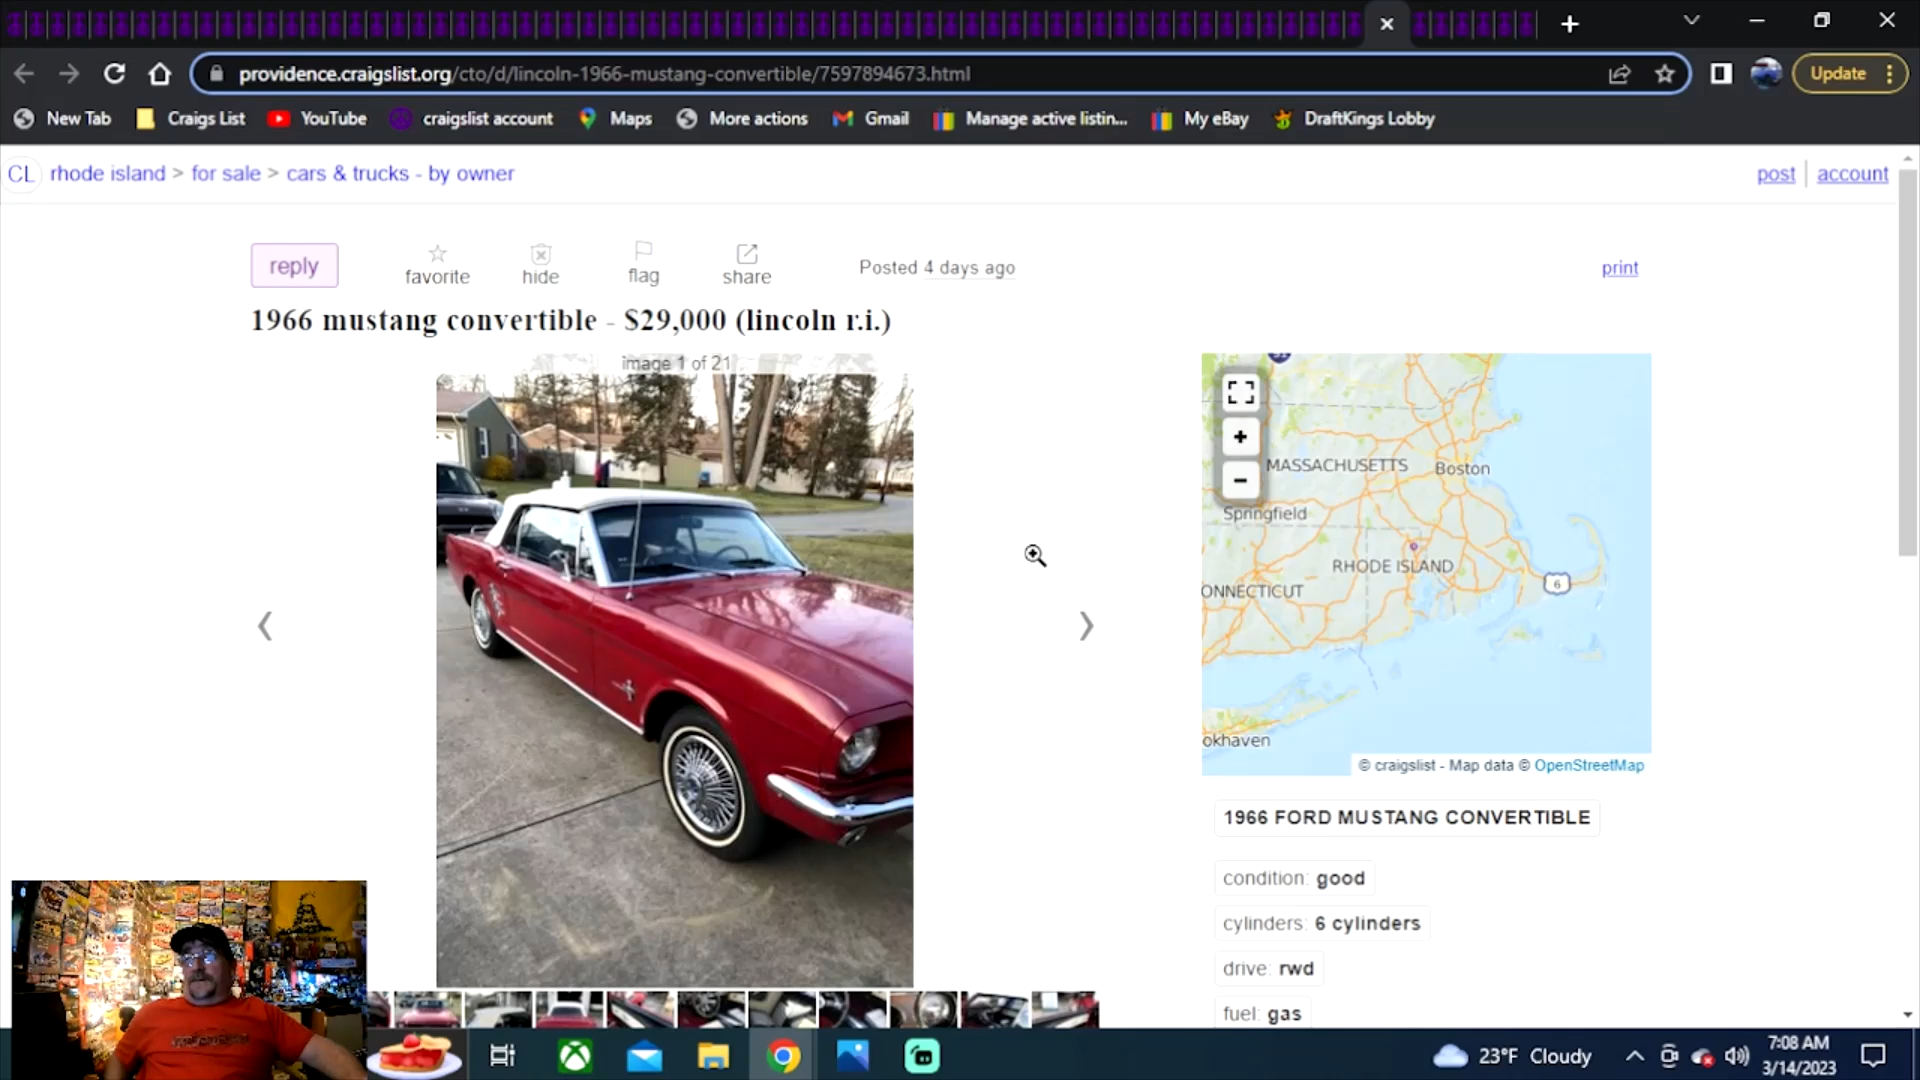 providence.craigslist.org/cto/d/lincoln-1966-mustang-convertible/7597894673.html
Update
New Tab
Craigs List
YouTube
craigslist account
Maps
More actions
Gmail
Manage active listin...
My eBay
DraftKings Lobby
CL rhode island > for sale > cars & trucks - by owner
post
account
reply
favorite
hide
flag
share
Posted 4 days ago
print
1966 mustang convertible - $29,000 (lincoln r.i.)
image 1 of 21
MASSACHUSETTS
Boston
Springfield
RHODE ISLAND
6
ONNECTICUT
okhaven
© craigslist - Map data © OpenStreetMap
1966 FORD MUSTANG CONVERTIBLE
condition: good
cylinders: 6 cylinders
drive: rwd
fuel: gas
23°F Cloudy
7:08 AM
3/14/2023